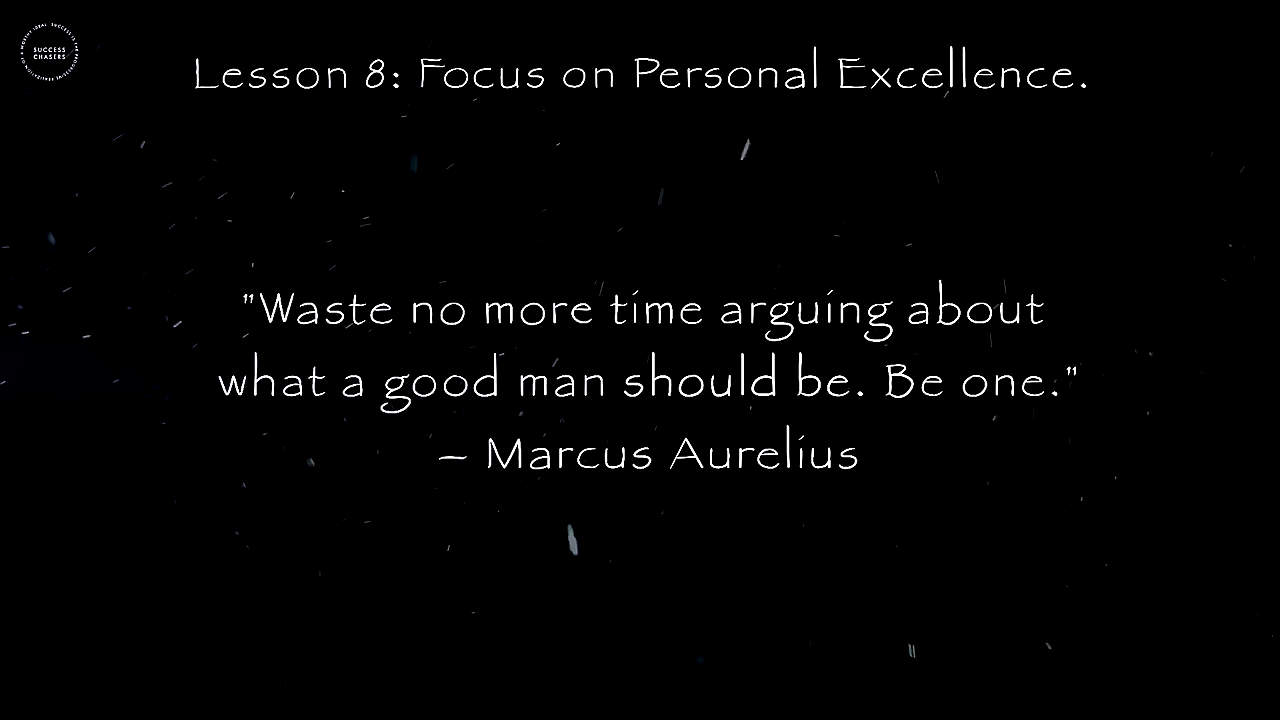 SUCCESS
CHASERS
Lesson 8: Focus on Personal Excellence.
"Waste no more time arguing about
what a good man should be. Be one."
– Marcus Aurelius